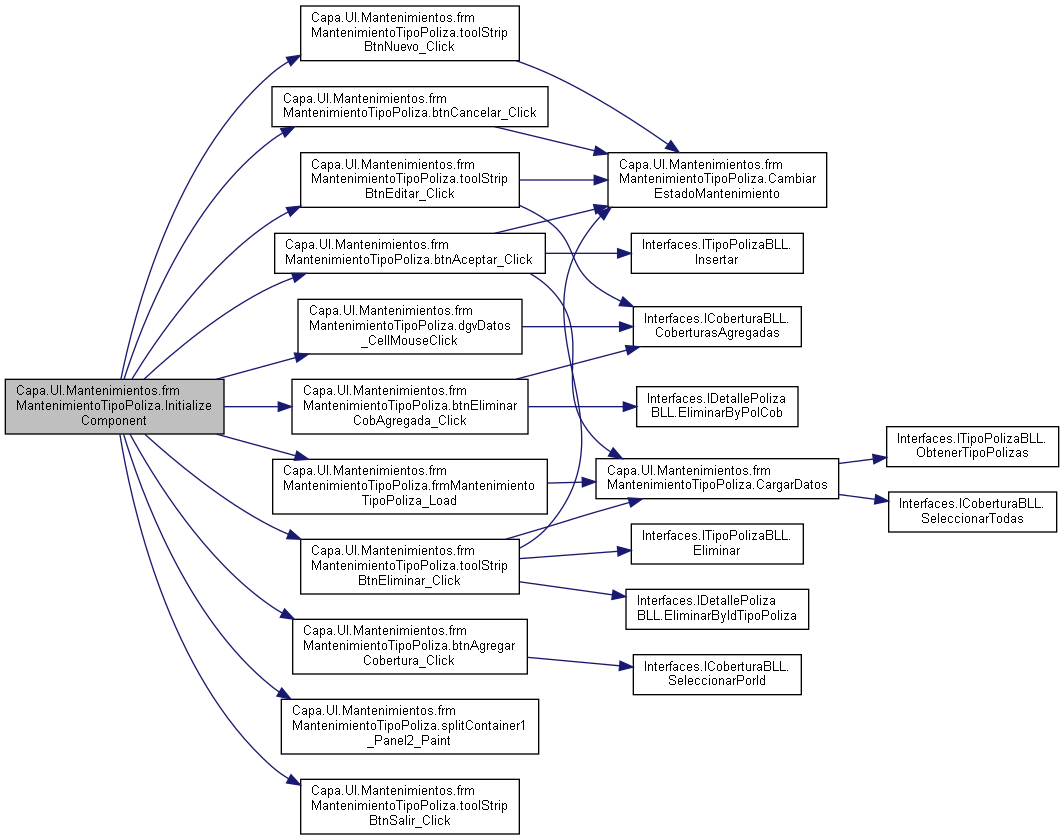 Capa.UI.Mantenimientos.frm
MantenimientoTipoPoliza.toolStrip
BtnNuevo_Click
Capa.UI.Mantenimientos.frm
MantenimientoTipoPoliza.btnCancelar_Click
Capa.UI.Mantenimientos.frm
MantenimientoTipoPoliza.toolStrip
BtnEditar_Click
Capa.UI.Mantenimientos.frm
MantenimientoTipoPoliza.Cambiar
EstadoMantenimiento
Capa.UI.Mantenimientos.frm
MantenimientoTipoPoliza.btnAceptar_Click
Interfaces.ITipoPolizaBLL.
Insertar
Capa.UI.Mantenimientos.frm
MantenimientoTipoPoliza.dgvDatos
_CellMouseClick
Interfaces.ICoberturaBLL.
CoberturasAgregadas
Capa.UI.Mantenimientos.frm
MantenimientoTipoPoliza.Initialize
Component
Capa.UI.Mantenimientos.frm
MantenimientoTipoPoliza.btnEliminar
CobAgregada_Click
Interfaces.IDetallePoliza
BLL.EliminarByPolCob
Capa.UI.Mantenimientos.frm
MantenimientoTipoPoliza.frmMantenimiento
TipoPoliza_Load
Capa.UI.Mantenimientos.frm
MantenimientoTipoPoliza.CargarDatos
Interfaces.ITipoPolizaBLL.
ObtenerTipoPolizas
Interfaces.ICoberturaBLL.
SeleccionarTodas
Capa.UI.Mantenimientos.frm
MantenimientoTipoPoliza.toolStrip
BtnEliminar_Click
Interfaces.ITipoPolizaBLL.
Eliminar
Interfaces.IDetallePoliza
BLL.EliminarByIdTipoPoliza
Capa.UI.Mantenimientos.frm
MantenimientoTipoPoliza.btnAgregar
Cobertura_Click
Interfaces.ICoberturaBLL.
SeleccionarPorId
Capa.UI.Mantenimientos.frm
MantenimientoTipoPoliza.splitContainer1
_Panel2_Paint
Capa.UI.Mantenimientos.frm
MantenimientoTipoPoliza.toolStrip
BtnSalir_Click